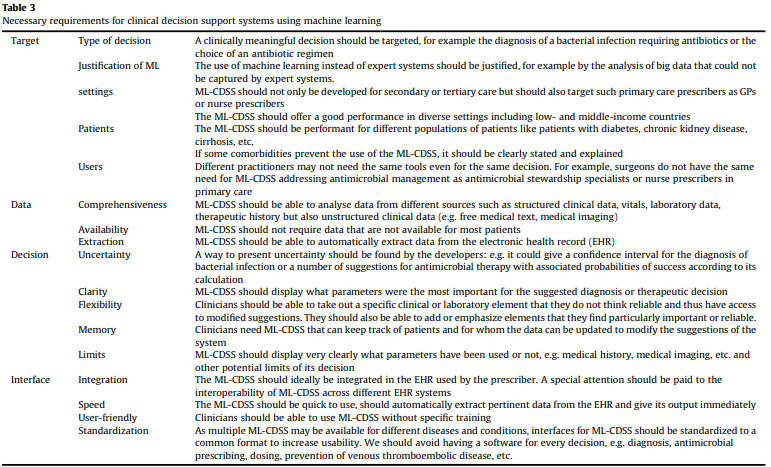 Table 3
Necessary requirements for clinical decision support systems using machine learning
Target Type of decision A clinically meaningful decision should be targeted, for example the diagnosis of a bacterial infection requiring antibiotics or the
choice of an antibiotic regimen
Justification of ML The use of machine learning instead of expert systems should be justified, for example by the analysis of big data that could not
be captured by expert systems.
settings ML-CDSS should not only be developed for secondary or tertiary care but should also target such primary care prescribers as GPs
or nurse prescribers
The ML-CDSS should offer a good performance in diverse settings including low- and middle-income countries
Patients The ML-CDSS should be performant for different populations of patients like patients with diabetes, chronic kidney disease,
cirrhosis, etc.
If some comorbidities prevent the use of the ML-CDSS, it should be clearly stated and explained
Users Different practitioners may not need the same tools even for the same decision. For example, surgeons do not have the same
need for ML-CDSS addressing antimicrobial management as antimicrobial stewardship specialists or nurse prescribers in
primary care
Data Comprehensiveness ML-CDSS should be able to analyse data from different sources such as structured clinical data, vitals, laboratory data,
therapeutic history but also unstructured clinical data (e.g. free medical text, medical imaging)
Availability ML-CDSS should not require data that are not available for most patients
Extraction ML-CDSS should be able to automatically extract data from the electronic health record (EHR)
Decision Uncertainty A way to present uncertainty should be found by the developers: e.g. it could give a confidence interval for the diagnosis of
bacterial infection or a number of suggestions for antimicrobial therapy with associated probabilities of success according to its
calculation
Clarity ML-CDSS should display what parameters were the most important for the suggested diagnosis or therapeutic decision
Flexibility Clinicians should be able to take out a specific clinical or laboratory element that they do not think reliable and thus have access
to modified suggestions. They should also be able to add or emphasize elements that they find particularly important or reliable.
Memory Clinicians need ML-CDSS that can keep track of patients and for whom the data can be updated to modify the suggestions of the
system
Limits ML-CDSS should display very clearly what parameters have been used or not, e.g. medical history, medical imaging, etc. and
other potential limits of its decision
Interface Integration The ML-CDSS should ideally be integrated in the EHR used by the prescriber. A special attention should be paid to the
interoperability of ML-CDSS across different EHR systems
Speed The ML-CDSS should be quick to use, should automatically extract pertinent data from the EHR and give its output immediately
User-friendly Clinicians should be able to use ML-CDSS without specific training
Standardization As multiple ML-CDSS may be available for different diseases and conditions, interfaces for ML-CDSS should be standardized to a
common format to increase usability. We should avoid having a software for every decision, e.g. diagnosis, antimicrobial
prescribing, dosing, prevention of venous thromboembolic disease, etc.